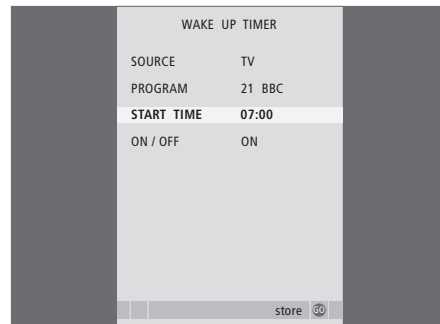 WAKE UP TIMER
SOURCE TV
PROGRAM 21 BBC
START TIME 07:00
ON / OFF ON
store GO